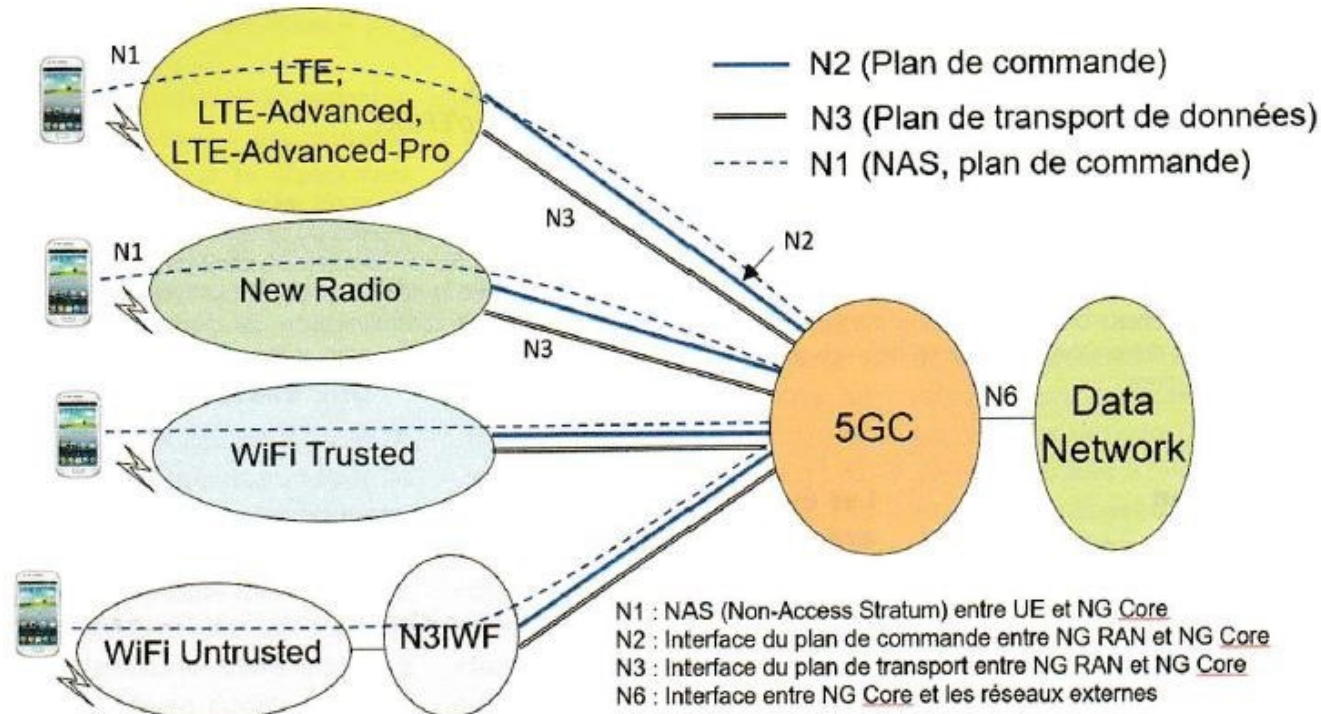 N1
LTE,
LTE-Advanced,
LTE-Advanced-Pro
N2 (Plan de commande)
N3 (Plan de transport de données)
N1 (NAS, plan de commande)
N3
N2
N1
New Radio
N3
WiFi Trusted
5GC
N6
Data
Network
WiFi Untrusted
N3IWF
N1 : NAS (Non-Access Stratum) entre UE et NG Core
N2 : Interface du plan de commande entre NG RAN et NG Core
N3 : Interface du plan de transport entre NG RAN et NG Core
N6 : Interface entre NG Core et les réseaux externes